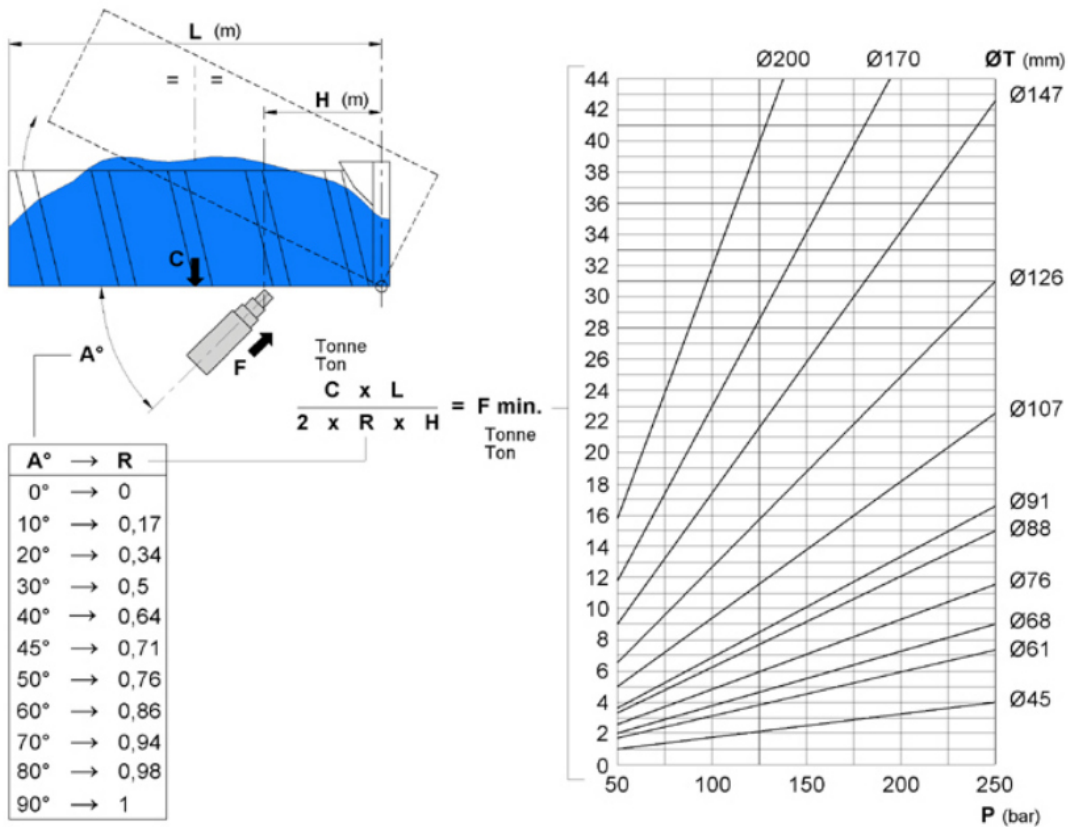 L (m)
= =
H (m)
C
A°
F
Tonne
Ton
C x L
2 x R x H
= F min.
Tonne
Ton
A° → R
0° → 0
10° → 0,17
20° → 0,34
30° → 0,5
40° → 0,64
45° → 0,71
50° → 0,76
60° → 0,86
70° → 0,94
80° → 0,98
90° → 1
Ø200 Ø170 ØT (mm)
44
42
40
38
36
34
32
30
28
26
24
22
20
18
16
14
12
10
8
6
4
2
0
Ø147
Ø126
Ø107
Ø91
Ø88
Ø76
Ø68
Ø61
Ø45
50 100 150 200 250
P (bar)